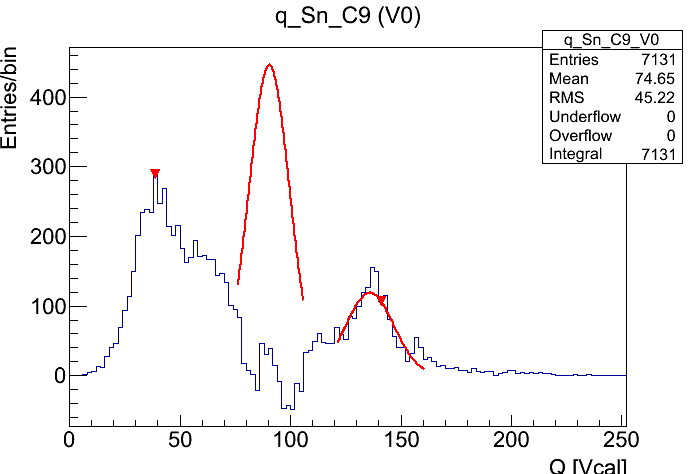 q_Sn_C9 (V0)
q_Sn_C9_V0
Entries 7131
Mean 74.65
RMS 45.22
Underflow 0
Overflow 0
Integral 7131
Entries/bin
400
300
200
100
0
0 50 100 150 200 250
Q [Vcal]